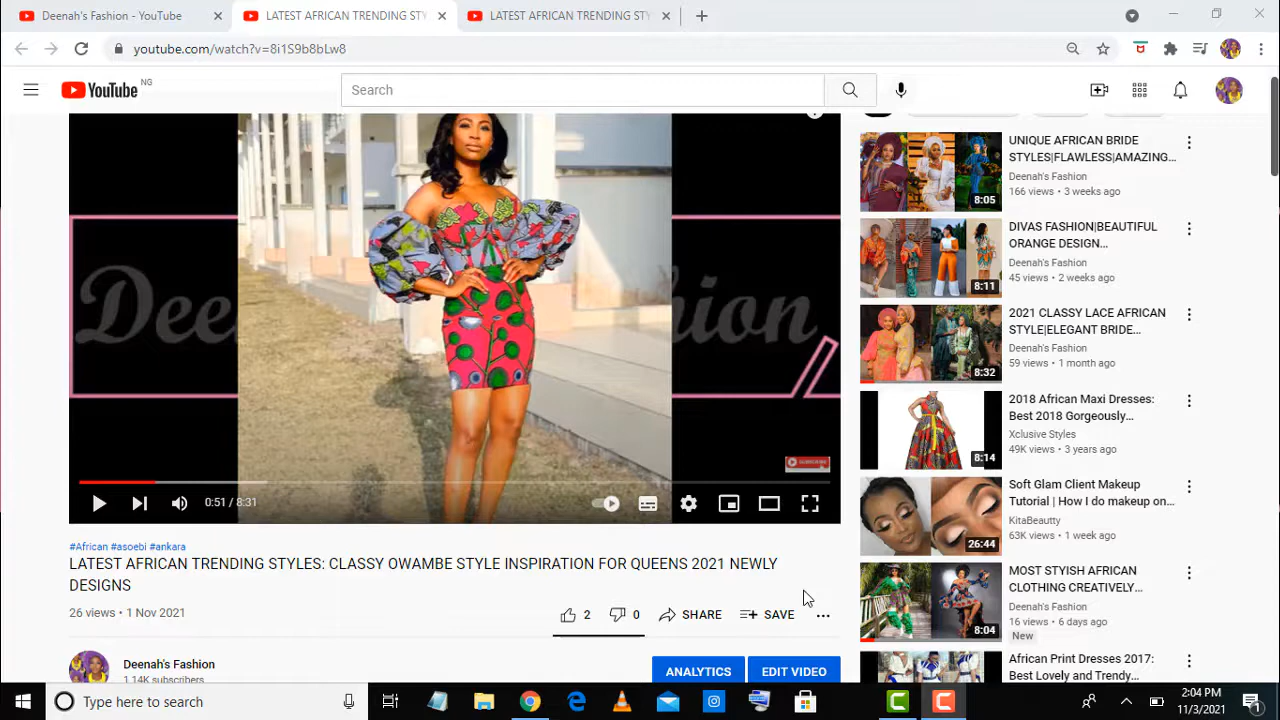 Deenah's Fashion - YouTube
LATEST AFRICAN TRENDING STY
LATEST AFRICAN TRENDING STY
youtube.com/watch?v=8i1S9b8bLw8
YouTube NG
Search
Deenah's Fashion
0:51 / 8:31
#African #asoebi #ankara
LATEST AFRICAN TRENDING STYLES: CLASSY OWAMBE STYLE INSPIRATION FOR QUEENS 2021 NEWLY
DESIGNS
26 views • 1 Nov 2021
2
0
SHARE
SAVE
Deenah's Fashion
1.14K subscribers
ANALYTICS
EDIT VIDEO
8:05
UNIQUE AFRICAN BRIDE
STYLES|FLAWLESS|AMAZING...
Deenah's Fashion
166 views • 3 weeks ago
8:11
DIVAS FASHION|BEAUTIFUL
ORANGE DESIGN...
Deenah's Fashion
45 views • 2 weeks ago
8:32
2021 CLASSY LACE AFRICAN
STYLE|ELEGANT BRIDE...
Deenah's Fashion
59 views • 1 month ago
8:14
2018 African Maxi Dresses:
Best 2018 Gorgeously...
Xclusive Styles
49K views • 3 years ago
26:44
Soft Glam Client Makeup
Tutorial | How I do makeup on...
KitaBeautty
63K views • 1 week ago
8:04
MOST STYISH AFRICAN
CLOTHING CREATIVELY...
Deenah's Fashion
16 views • 6 days ago
New
African Print Dresses 2017:
Best Lovely and Trendy...
Type here to search
2:04 PM
11/3/2021
1